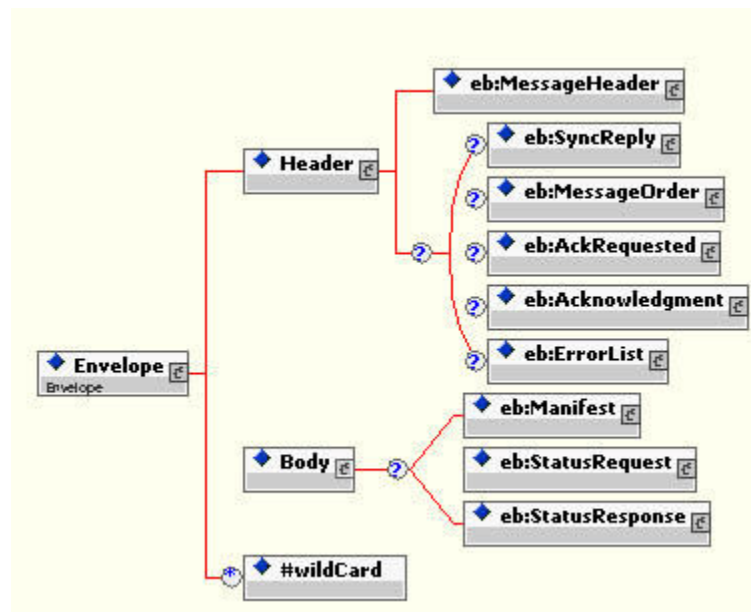 eb:MessageHeader
eb:SyncReply
Header
eb:MessageOrder
eb:AckRequested
eb:Acknowledgment
eb:ErrorList
Envelope
Envelope
eb:Manifest
Body
eb:StatusRequest
eb:StatusResponse
#wildCard
?
?
?
?
?
?
?
*